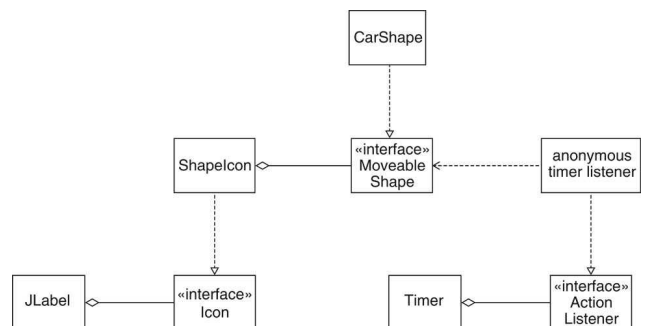 CarShape
ShapeIcon
«interface»
Moveable
Shape
anonymous
timer listener
JLabel
«interface»
Icon
Timer
«interface»
Action
Listener